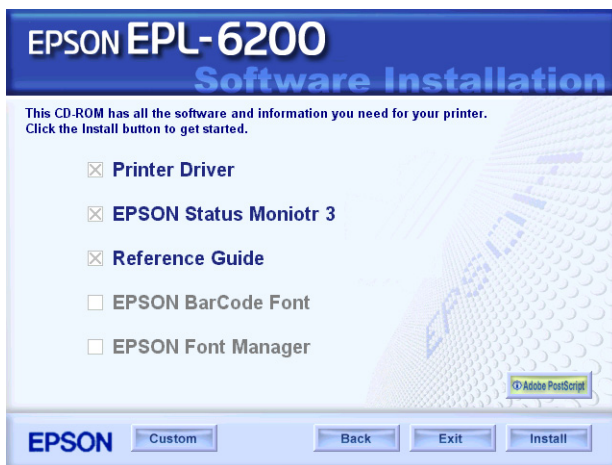 EPSON EPL-6200
Software Installation
This CD-ROM has all the software and information you need for your printer.
Click the Install button to get started.
Printer Driver
EPSON Status Moniotr 3
Reference Guide
EPSON BarCode Font
EPSON Font Manager
EPSON
Adobe PostScript
EPSON
Custom
Back
Exit
Install